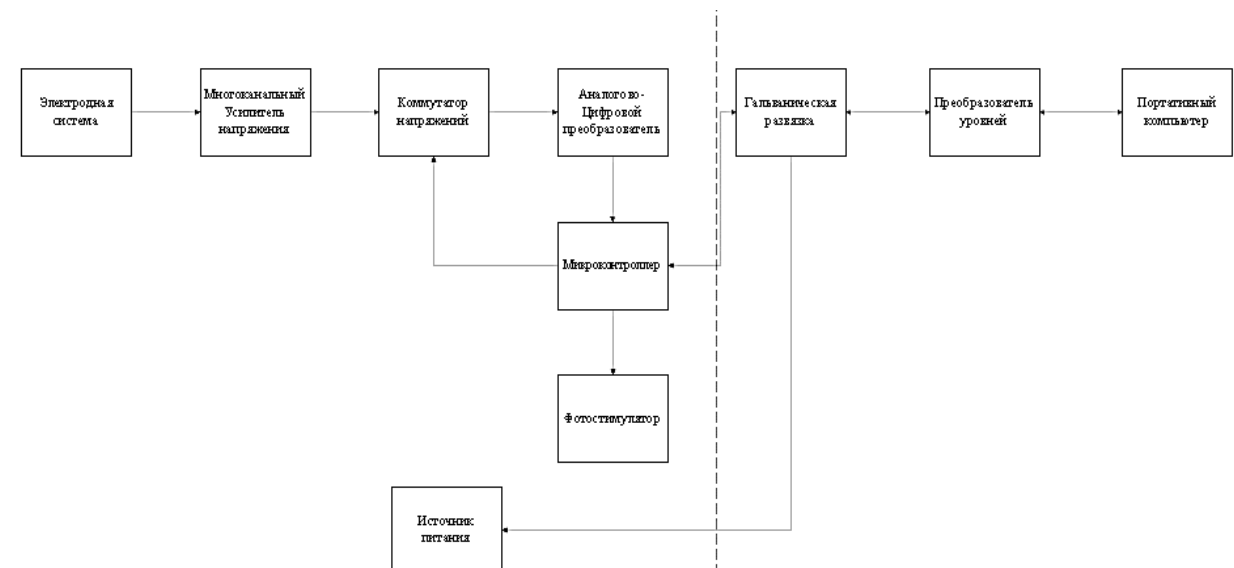 Электродная
система
Многоканальный
Усилитель
напряжения
Коммутатор
напряжений
Аналогово-
Цифровой
преобразователь
Гальваническая
развязка
Преобразователь
уровней
Портативный
компьютер
Микроконтроллер
Фотостимулятор
Источник
питания